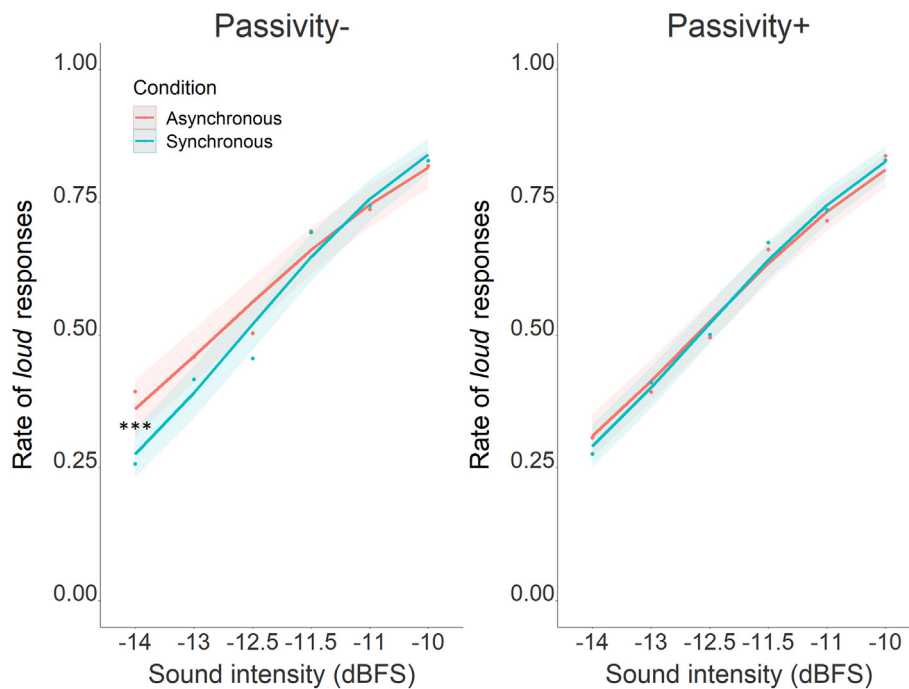 Passivity-
Passivity+
1.00
0.75
0.50
0.25
0.00
Rate of loud responses
Condition
Asynchronous
Synchronous
***
-14 -13 -12.5 -11.5 -11 -10
Sound intensity (dBFS)
1.00
0.75
0.50
0.25
0.00
Rate of loud responses
-14 -13 -12.5 -11.5 -11 -10
Sound intensity (dBFS)